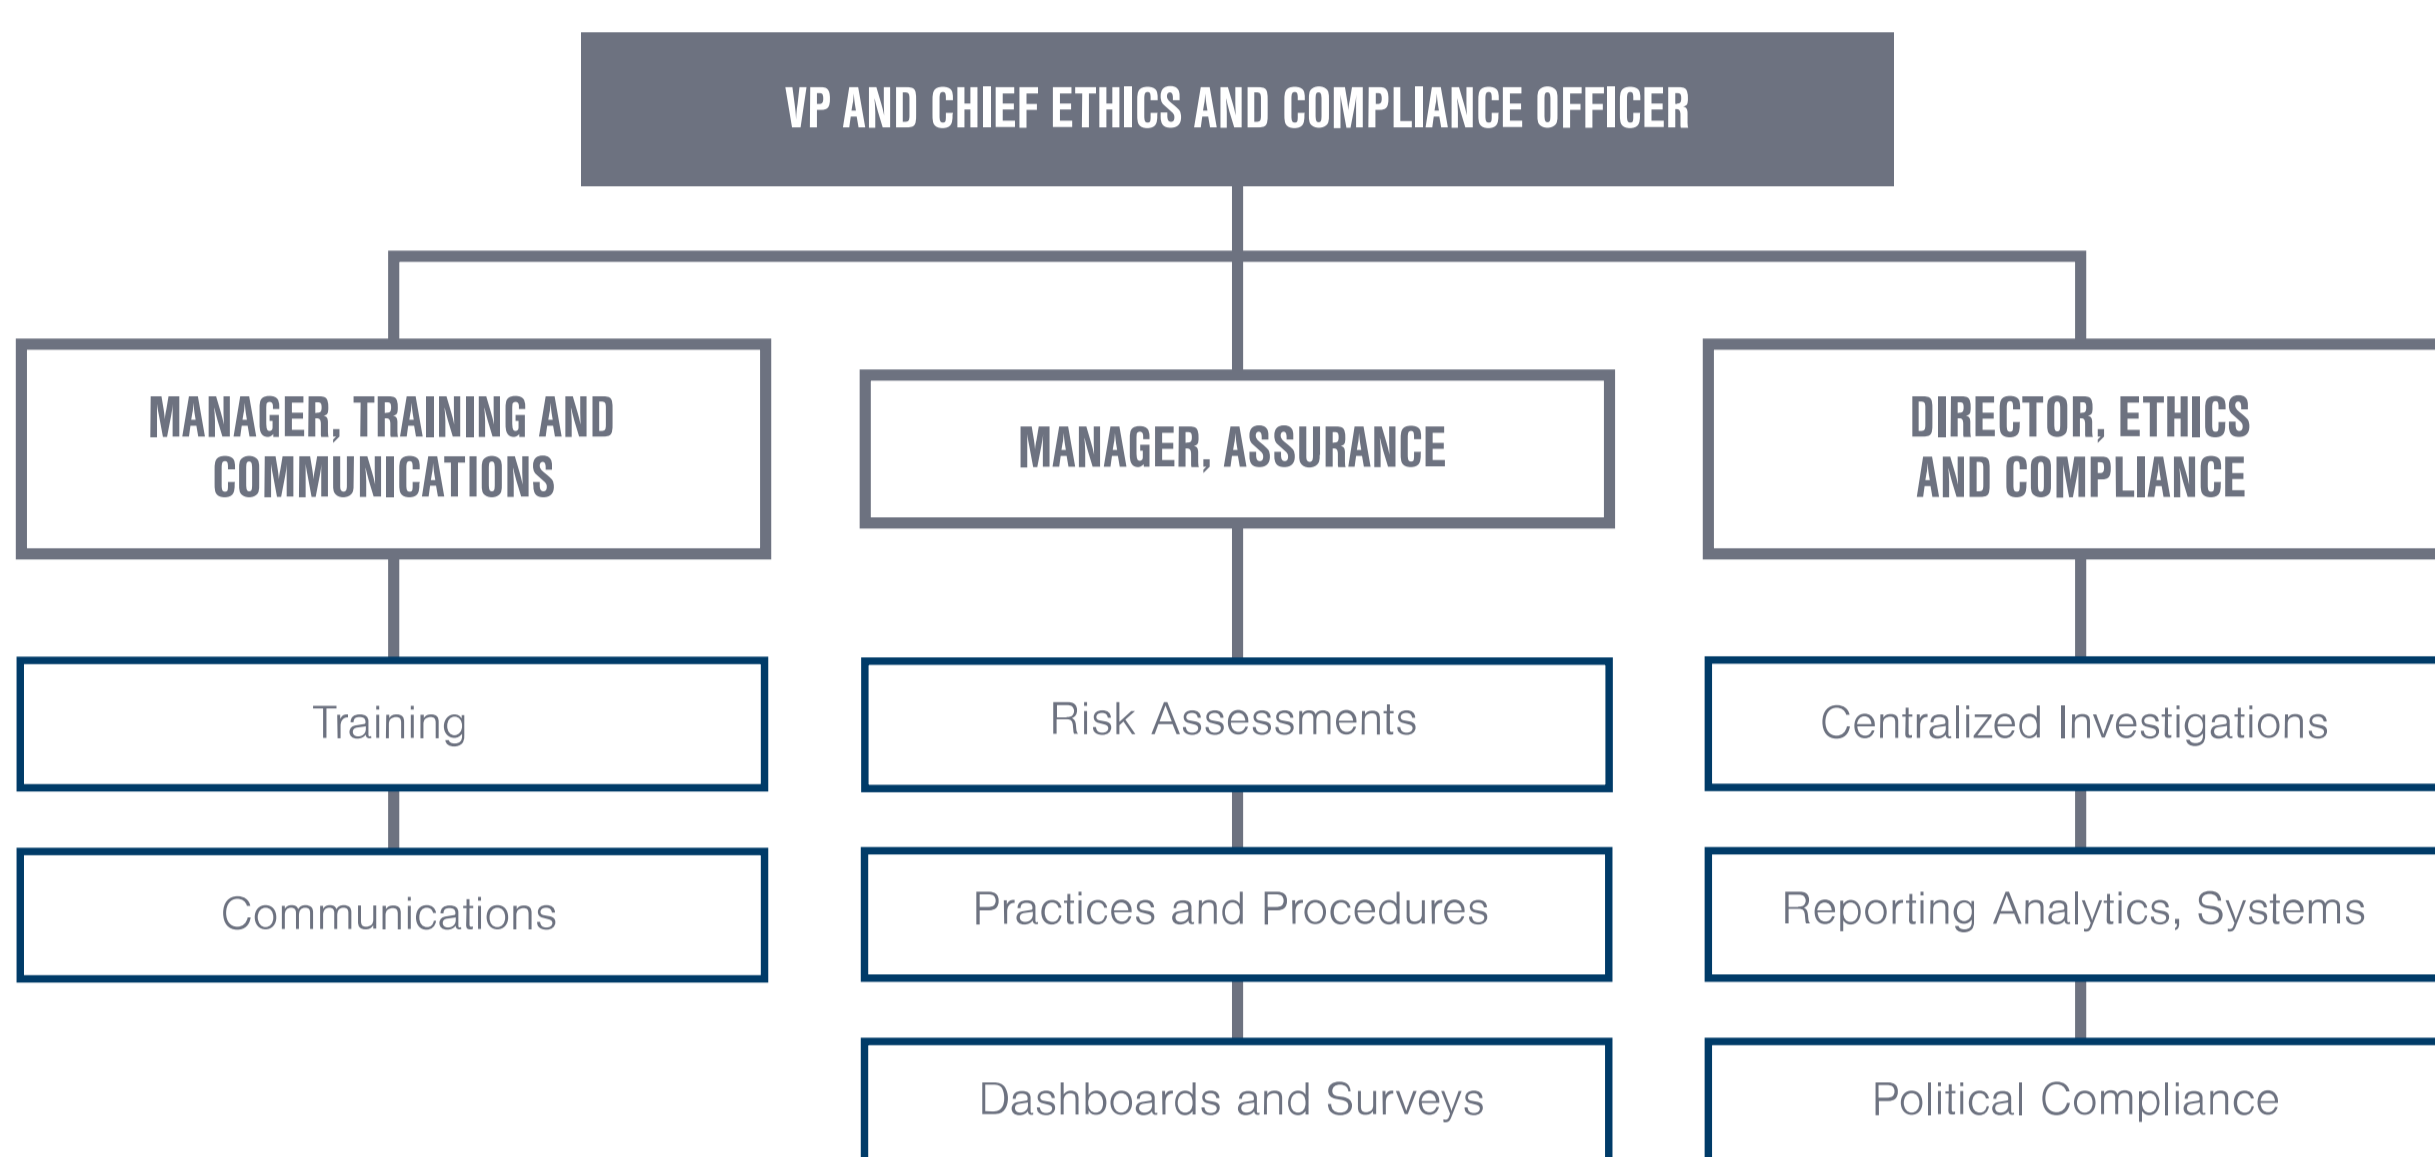 VP AND CHIEF ETHICS AND COMPLIANCE OFFICER
MANAGER, TRAINING AND
COMMUNICATIONS
Training
Communications
MANAGER, ASSURANCE
Risk Assessments
Practices and Procedures
Dashboards and Surveys
DIRECTOR, ETHICS
AND COMPLIANCE
Centralized Investigations
Reporting Analytics, Systems
Political Compliance